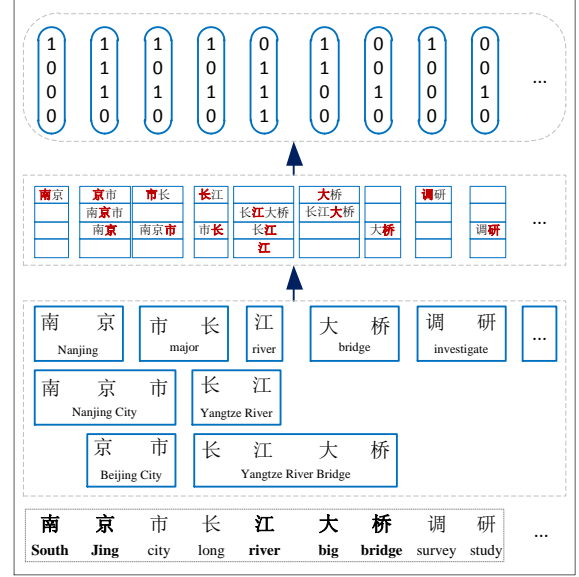 1 1 1 1 0 1 0 1 0
0 1 0 0 1 1 0 0 0
0 1 1 1 1 0 1 0 1 ...
0 0 0 0 1 0 0 0 0
南京 京市 市长 长江 大桥 调研
南京市 长江大桥 长江大桥 ...
南京 南京市 市长 长江 大桥 调研
江
南 京 市 长 江 大 桥 调 研 ...
Nanjing major river bridge investigate
南 京 市 长 江
Nanjing City Yangtze River
京 市 长 江 大 桥
Beijing City Yangtze River Bridge
南 京 市 长 江 大 桥 调 研 ...
South Jing city long river big bridge survey study